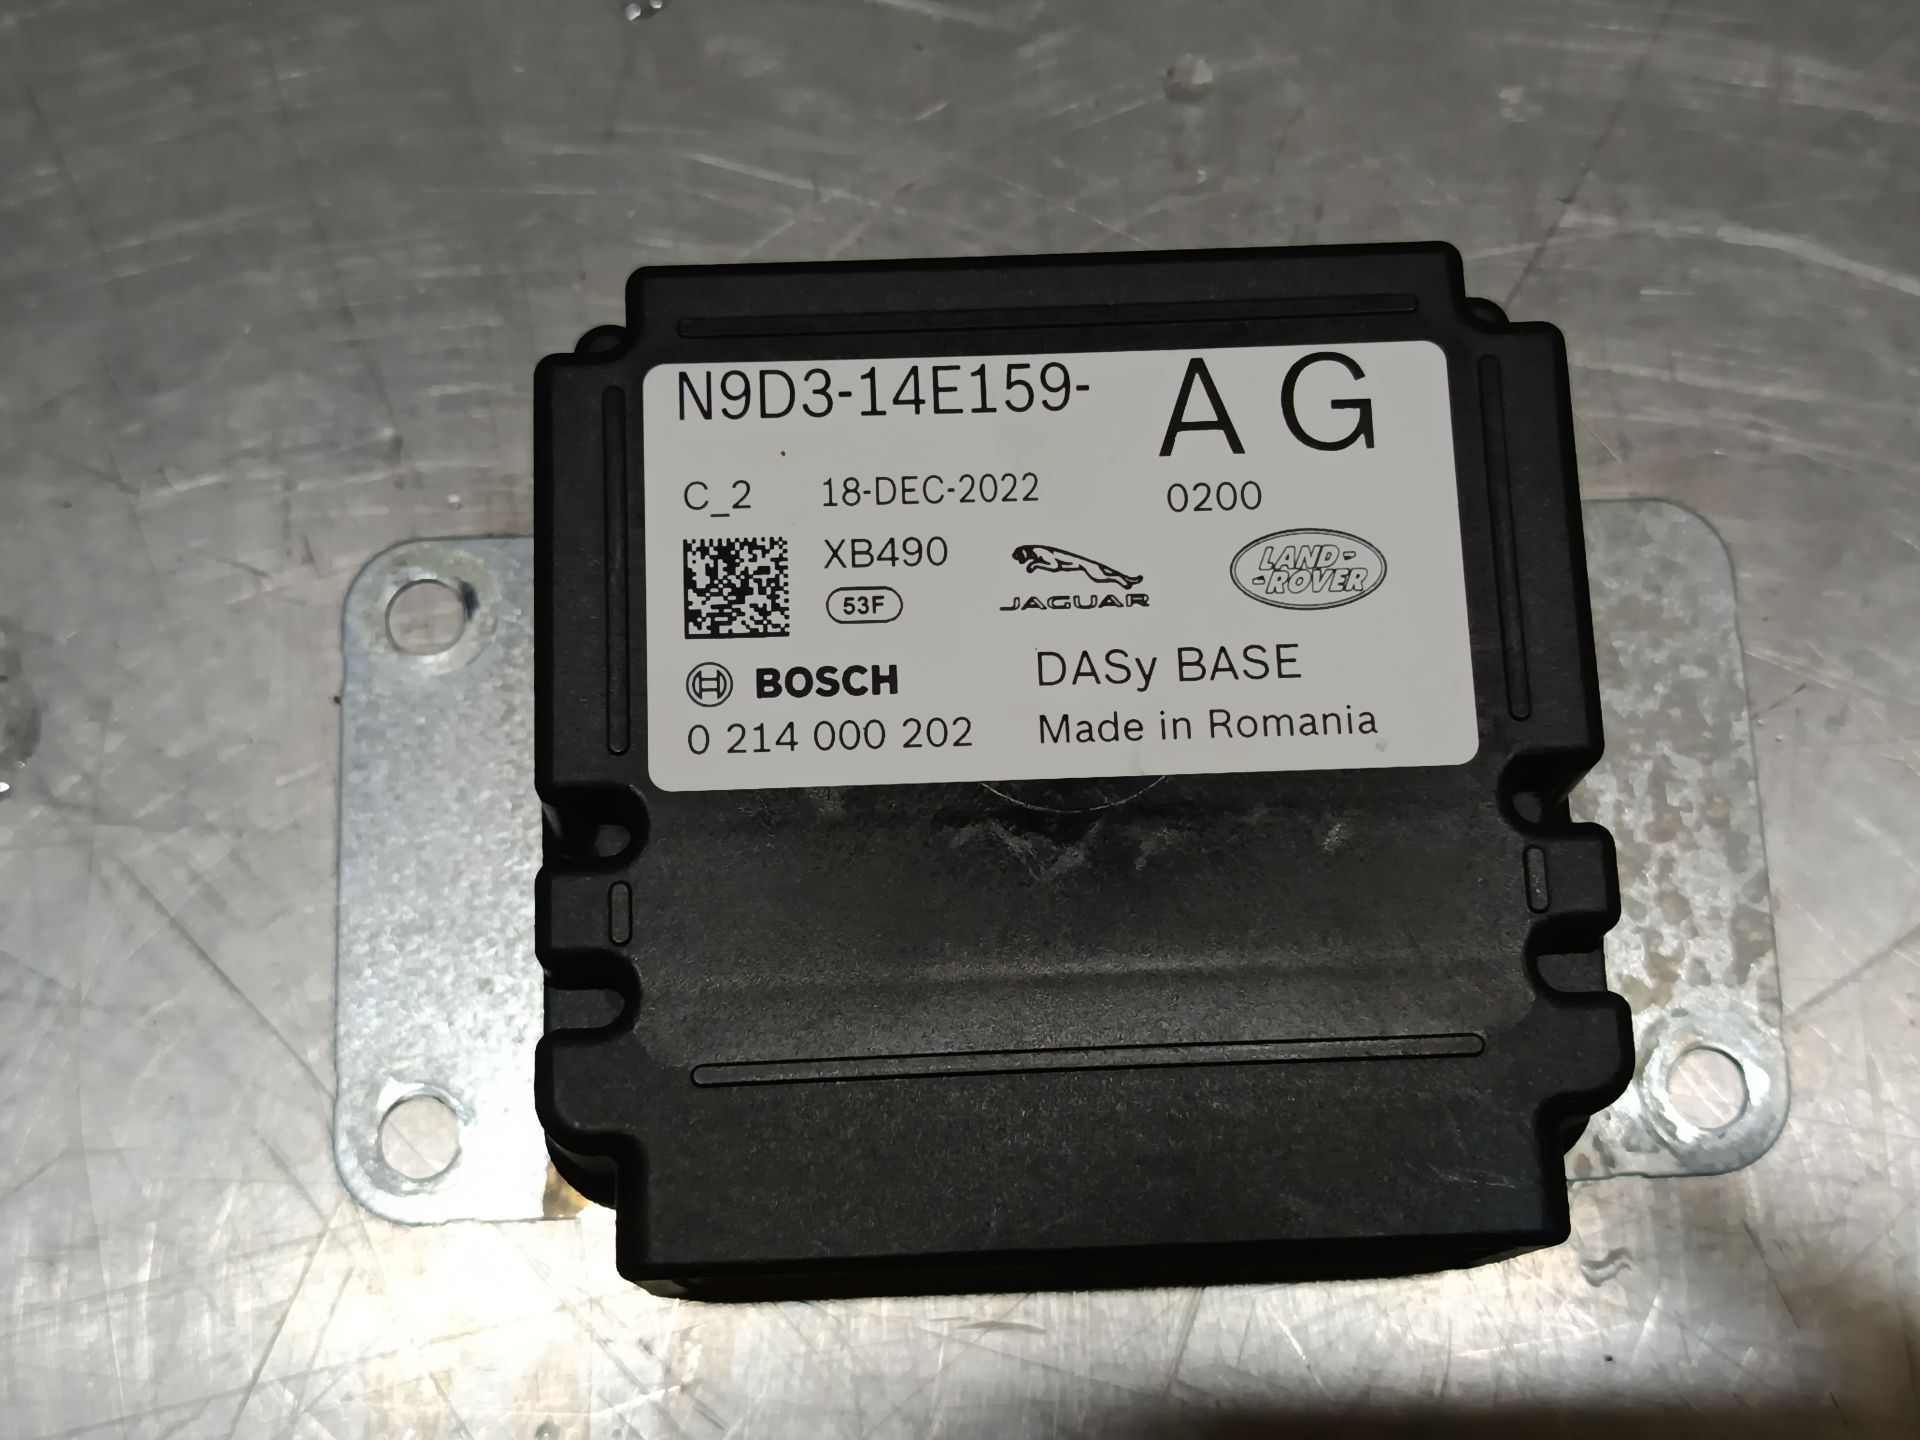 N9D3-14E159- AG
C_2 18-DEC-2022 0200
XB490
53F
JAGUAR
LAND-
-ROVER
BOSCH
DASy BASE
0 214 000 202
Made in Romania